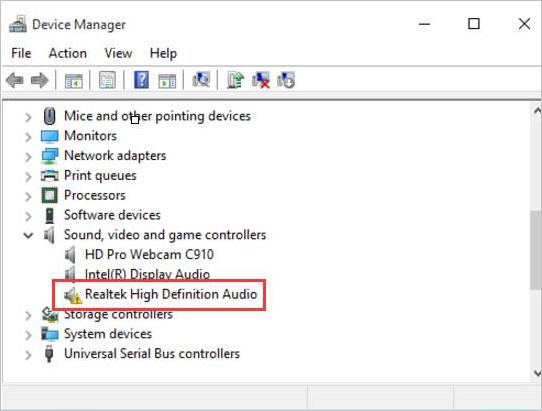 Device Manager
File Action View Help
Mice and other pointing devices
Monitors
Network adapters
Print queues
Processors
Software devices
Sound, video and game controllers
HD Pro Webcam C910
Intel(R) Display Audio
Realtek High Definition Audio
Storage controllers
System devices
Universal Serial Bus controllers